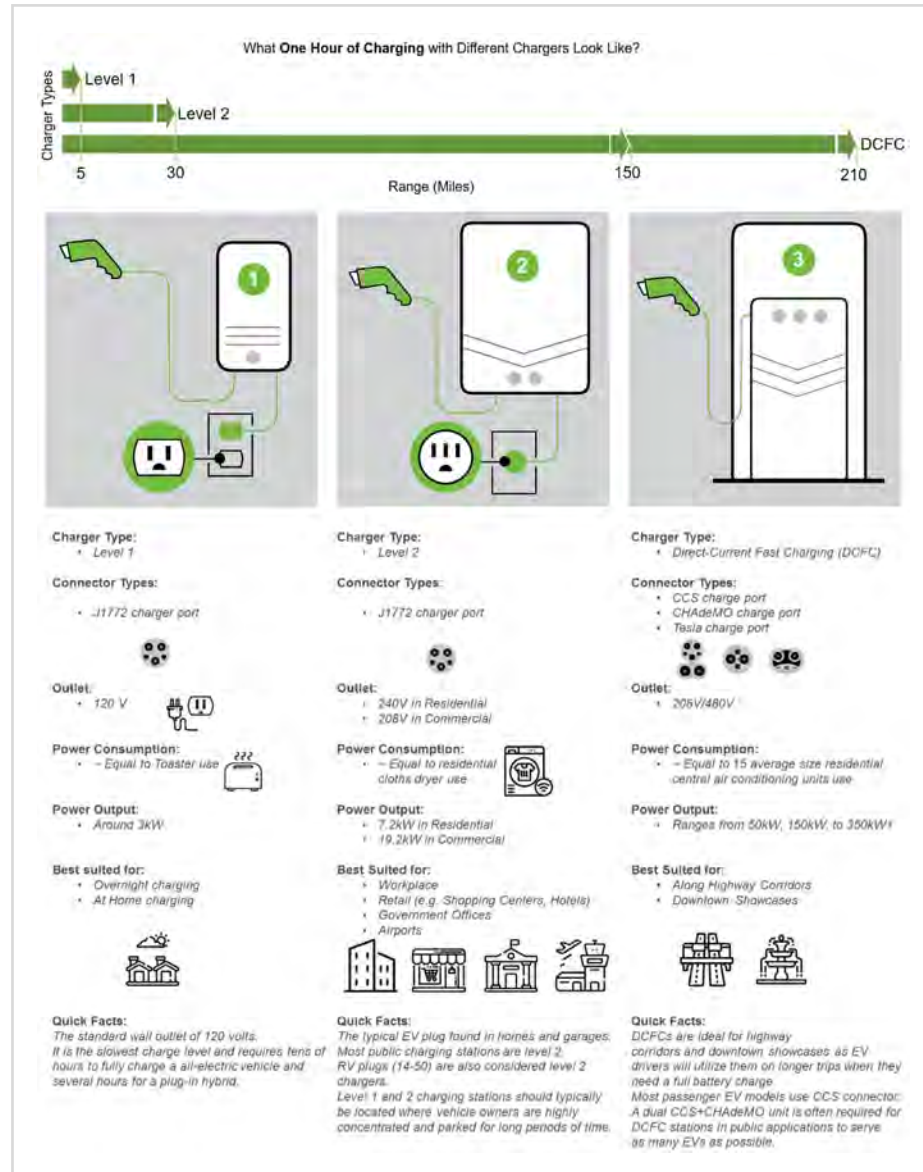 What One Hour of Charging with Different Chargers Look Like?
Charger Types
Level 1
Level 2
DCFC
5
30
150
210
Range (Miles)
1
2
3
Charger Type:
• Level 1
Connector Types:
• J1772 charger port
Outlet:
• 120 V
Power Consumption:
• ~ Equal to Toaster use
Power Output:
• Around 3kW
Best suited for:
• Overnight charging
• At Home charging
Quick Facts:
The standard wall outlet of 120 volts.
It is the slowest charge level and requires tens of
hours to fully charge a all-electric vehicle and
several hours for a plug-in hybrid.
Charger Type:
• Level 2
Connector Types:
• J1772 charger port
Outlet:
• 240V in Residential
• 208V in Commercial
Power Consumption:
• ~ Equal to residential
cloths dryer use
Power Output:
• 7.2kW in Residential
• 19.2kW in Commercial
Best Suited for:
• Workplace
• Retail (e.g. Shopping Centers, Hotels)
• Government Offices
• Airports
Quick Facts:
The typical EV plug found in homes and garages.
Most public charging stations are level 2.
RV plugs (14-50) are also considered level 2
chargers.
Level 1 and 2 charging stations should typically
be located where vehicle owners are highly
concentrated and parked for long periods of time.
Charger Type:
• Direct-Current Fast Charging (DCFC)
Connector Types:
• CCS charge port
• CHAdeMO charge port
• Tesla charge port
Outlet:
• 208V/480V
Power Consumption:
• ~ Equal to 15 average size residential
central air conditioning units use
Power Output:
• Ranges from 50kW, 150kW, to 350kW+
Best Suited for:
• Along Highway Corridors
• Downtown Showcases
Quick Facts:
DCFCs are ideal for highway
corridors and downtown showcases as EV
drivers will utilize them on longer trips when they
need a full battery charge
Most passenger EV models use CCS connector.
A dual CCS+CHAdeMO unit is often required for
DCFC stations in public applications to serve
as many EVs as possible.